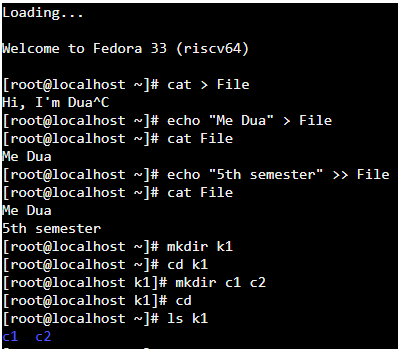 Loading...
Welcome to Fedora 33 (riscv64)
[root@localhost ~]# cat > File
Hi, I'm Dua^C
[root@localhost ~]# echo "Me Dua" > File
[root@localhost ~]# cat File
Me Dua
[root@localhost ~]# echo "5th semester" >> File
[root@localhost ~]# cat File
Me Dua
5th semester
[root@localhost ~]# mkdir k1
[root@localhost ~]# cd k1
[root@localhost k1]# mkdir c1 c2
[root@localhost k1]# cd
[root@localhost ~]# ls k1
c1  c2